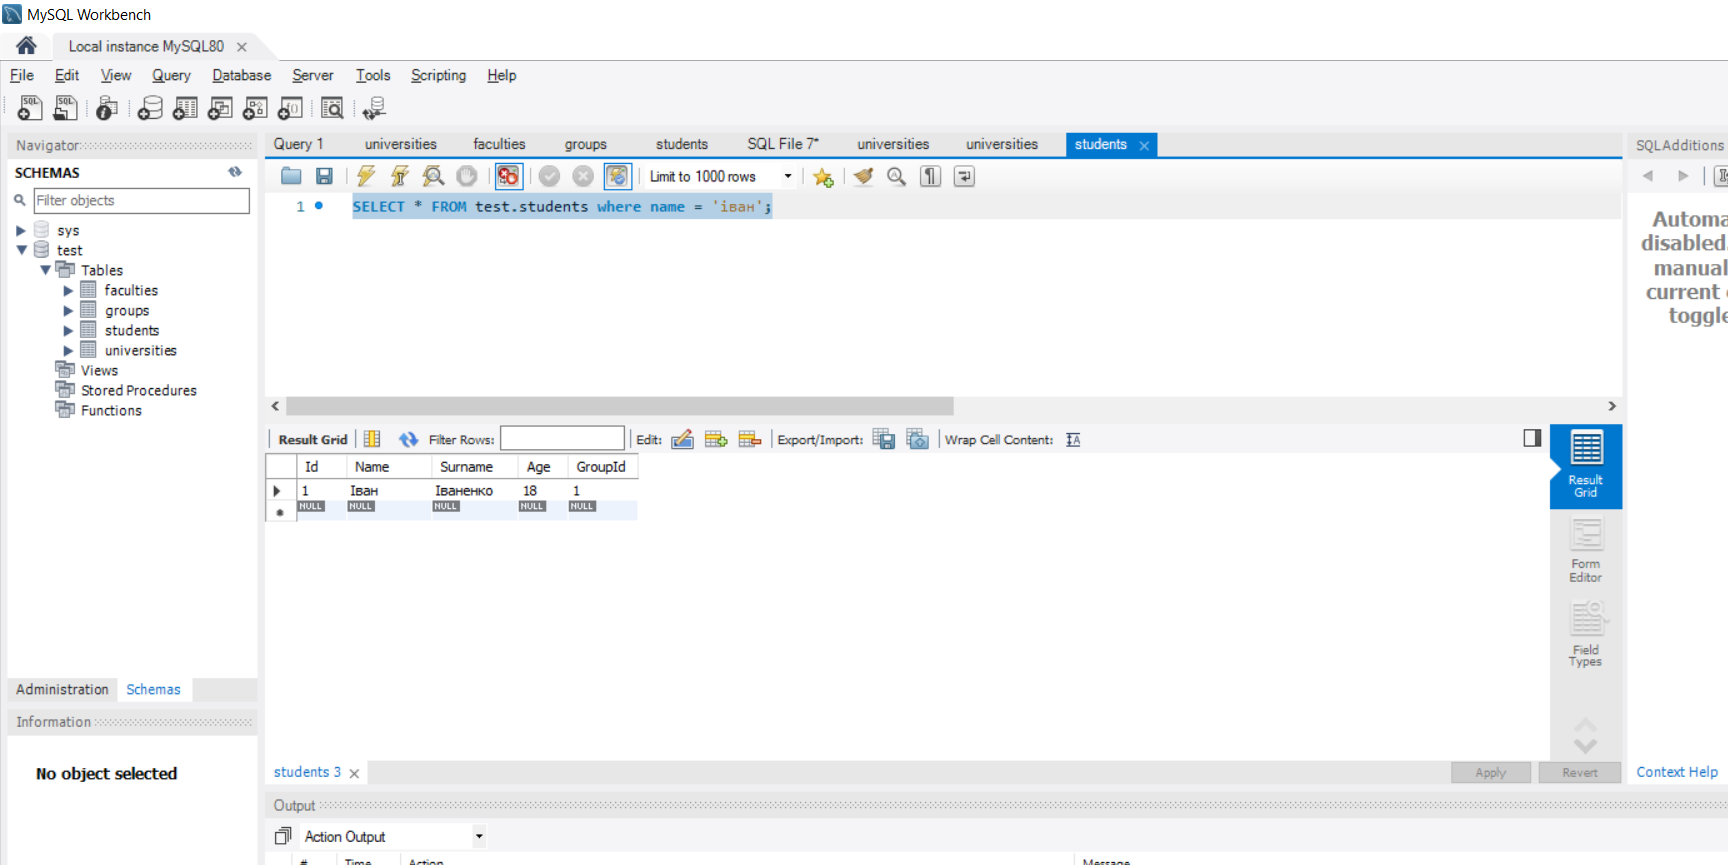 MySQL Workbench
Local instance MySQL80
File Edit View Query Database Server Tools Scripting Help
Navigator
SCHEMAS
Filter objects
sys
test
Tables
faculties
groups
students
universities
Views
Stored Procedures
Functions
Administration Schemas
Information
No object selected
Query 1 universities faculties groups students SQL File 7* universities universities students
Limit to 1000 rows
1 SELECT * FROM test.students where name = 'іван';
Result Grid Filter Rows: Edit: Export/Import: Wrap Cell Content:
Id Name Surname Age GroupId
1 Іван Іваненко 18 1
NULL NULL NULL NULL NULL
Result
Grid
Form
Editor
Field
Types
students 3
Apply Revert
Output
Action Output
# Time Action Message
SQLAdditions
Automa
disabled.
manual
current
toggle
Context Help